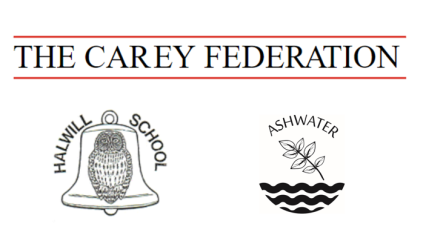 THE CAREY FEDERATION
HALWILL SCHOOL
ASHWATER